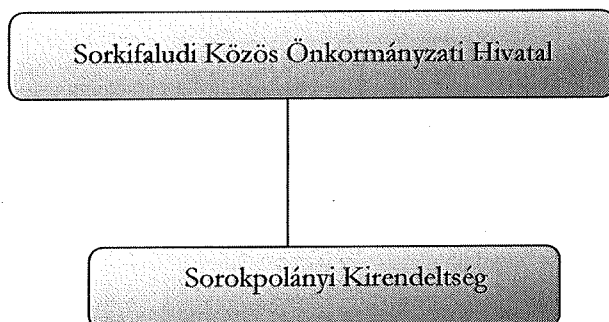 Sorkifaludi Közös Önkormányzati Hivatal
Sorokpolányi Kirendeltség